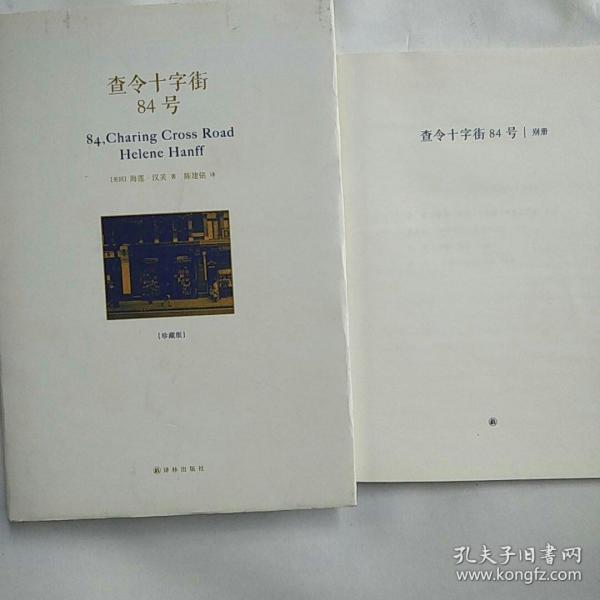 查令十字街
84号
84,Charing Cross Road
Helene Hanff
[美国] 海莲·汉芙 著 陈建铭 译
[珍藏版]
译林出版社
查令十字街84号 | 别册
孔夫子旧书网
www.kongfz.com